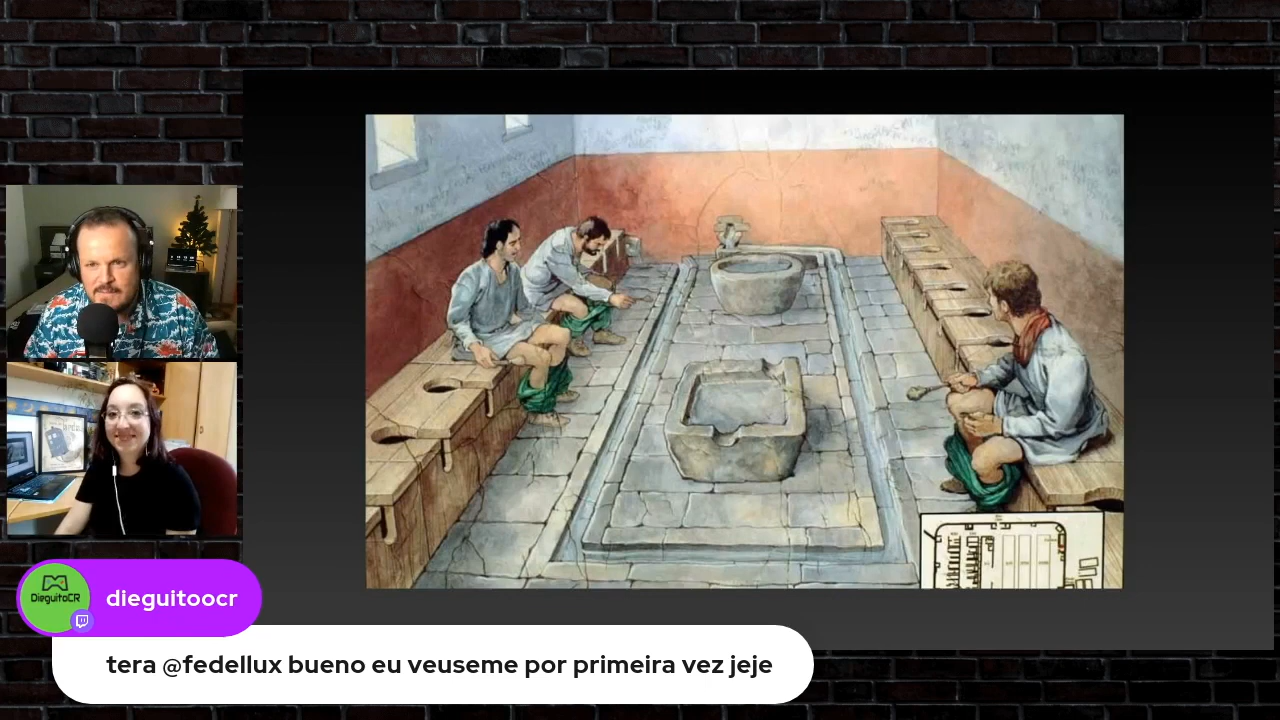 DieguitoCR
dieguitoocr
tera @fedellux bueno eu veuseme por primeira vez jeje